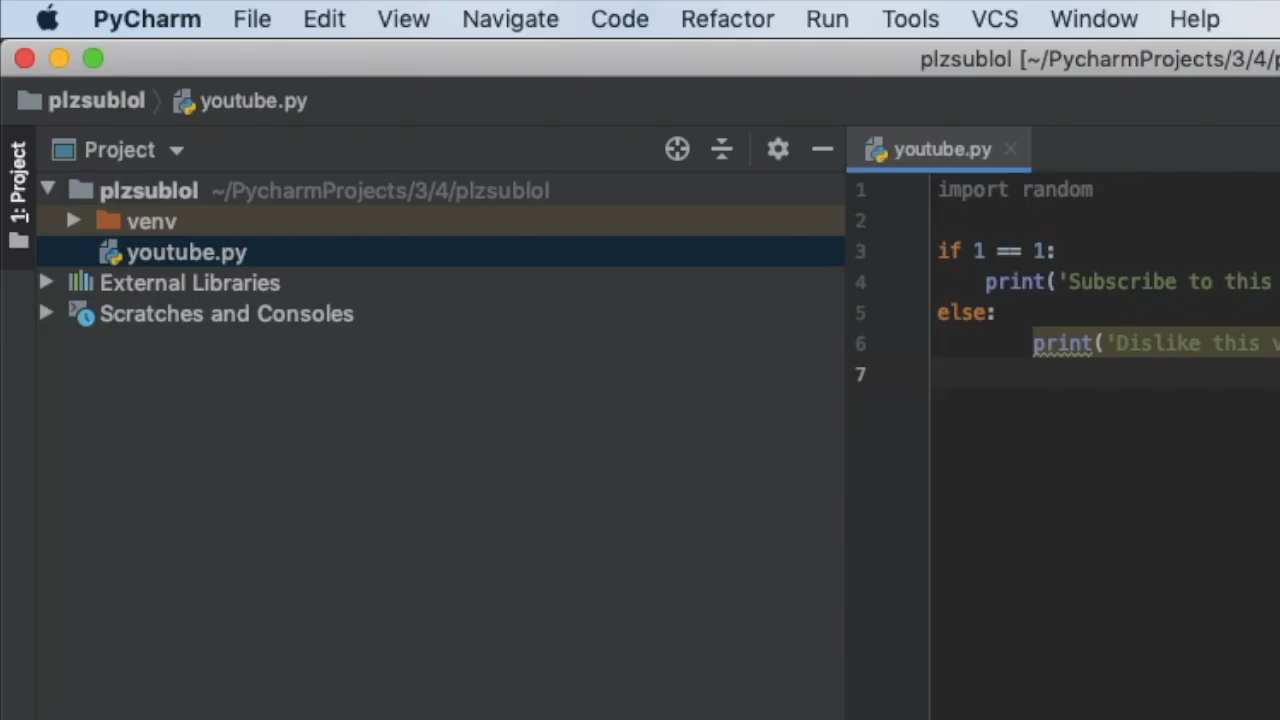 PyCharm File Edit View Navigate Code Refactor Run Tools VCS Window Help
plzsublol [~/PycharmProjects/3/4/
plzsublol youtube.py
1: Project
Project
youtube.py
plzsublol ~/PycharmProjects/3/4/plzsublol
venv
youtube.py
External Libraries
Scratches and Consoles
1 import random
2
3 if 1 == 1:
4 print('Subscribe to this
5 else:
6 print('Dislike this
7